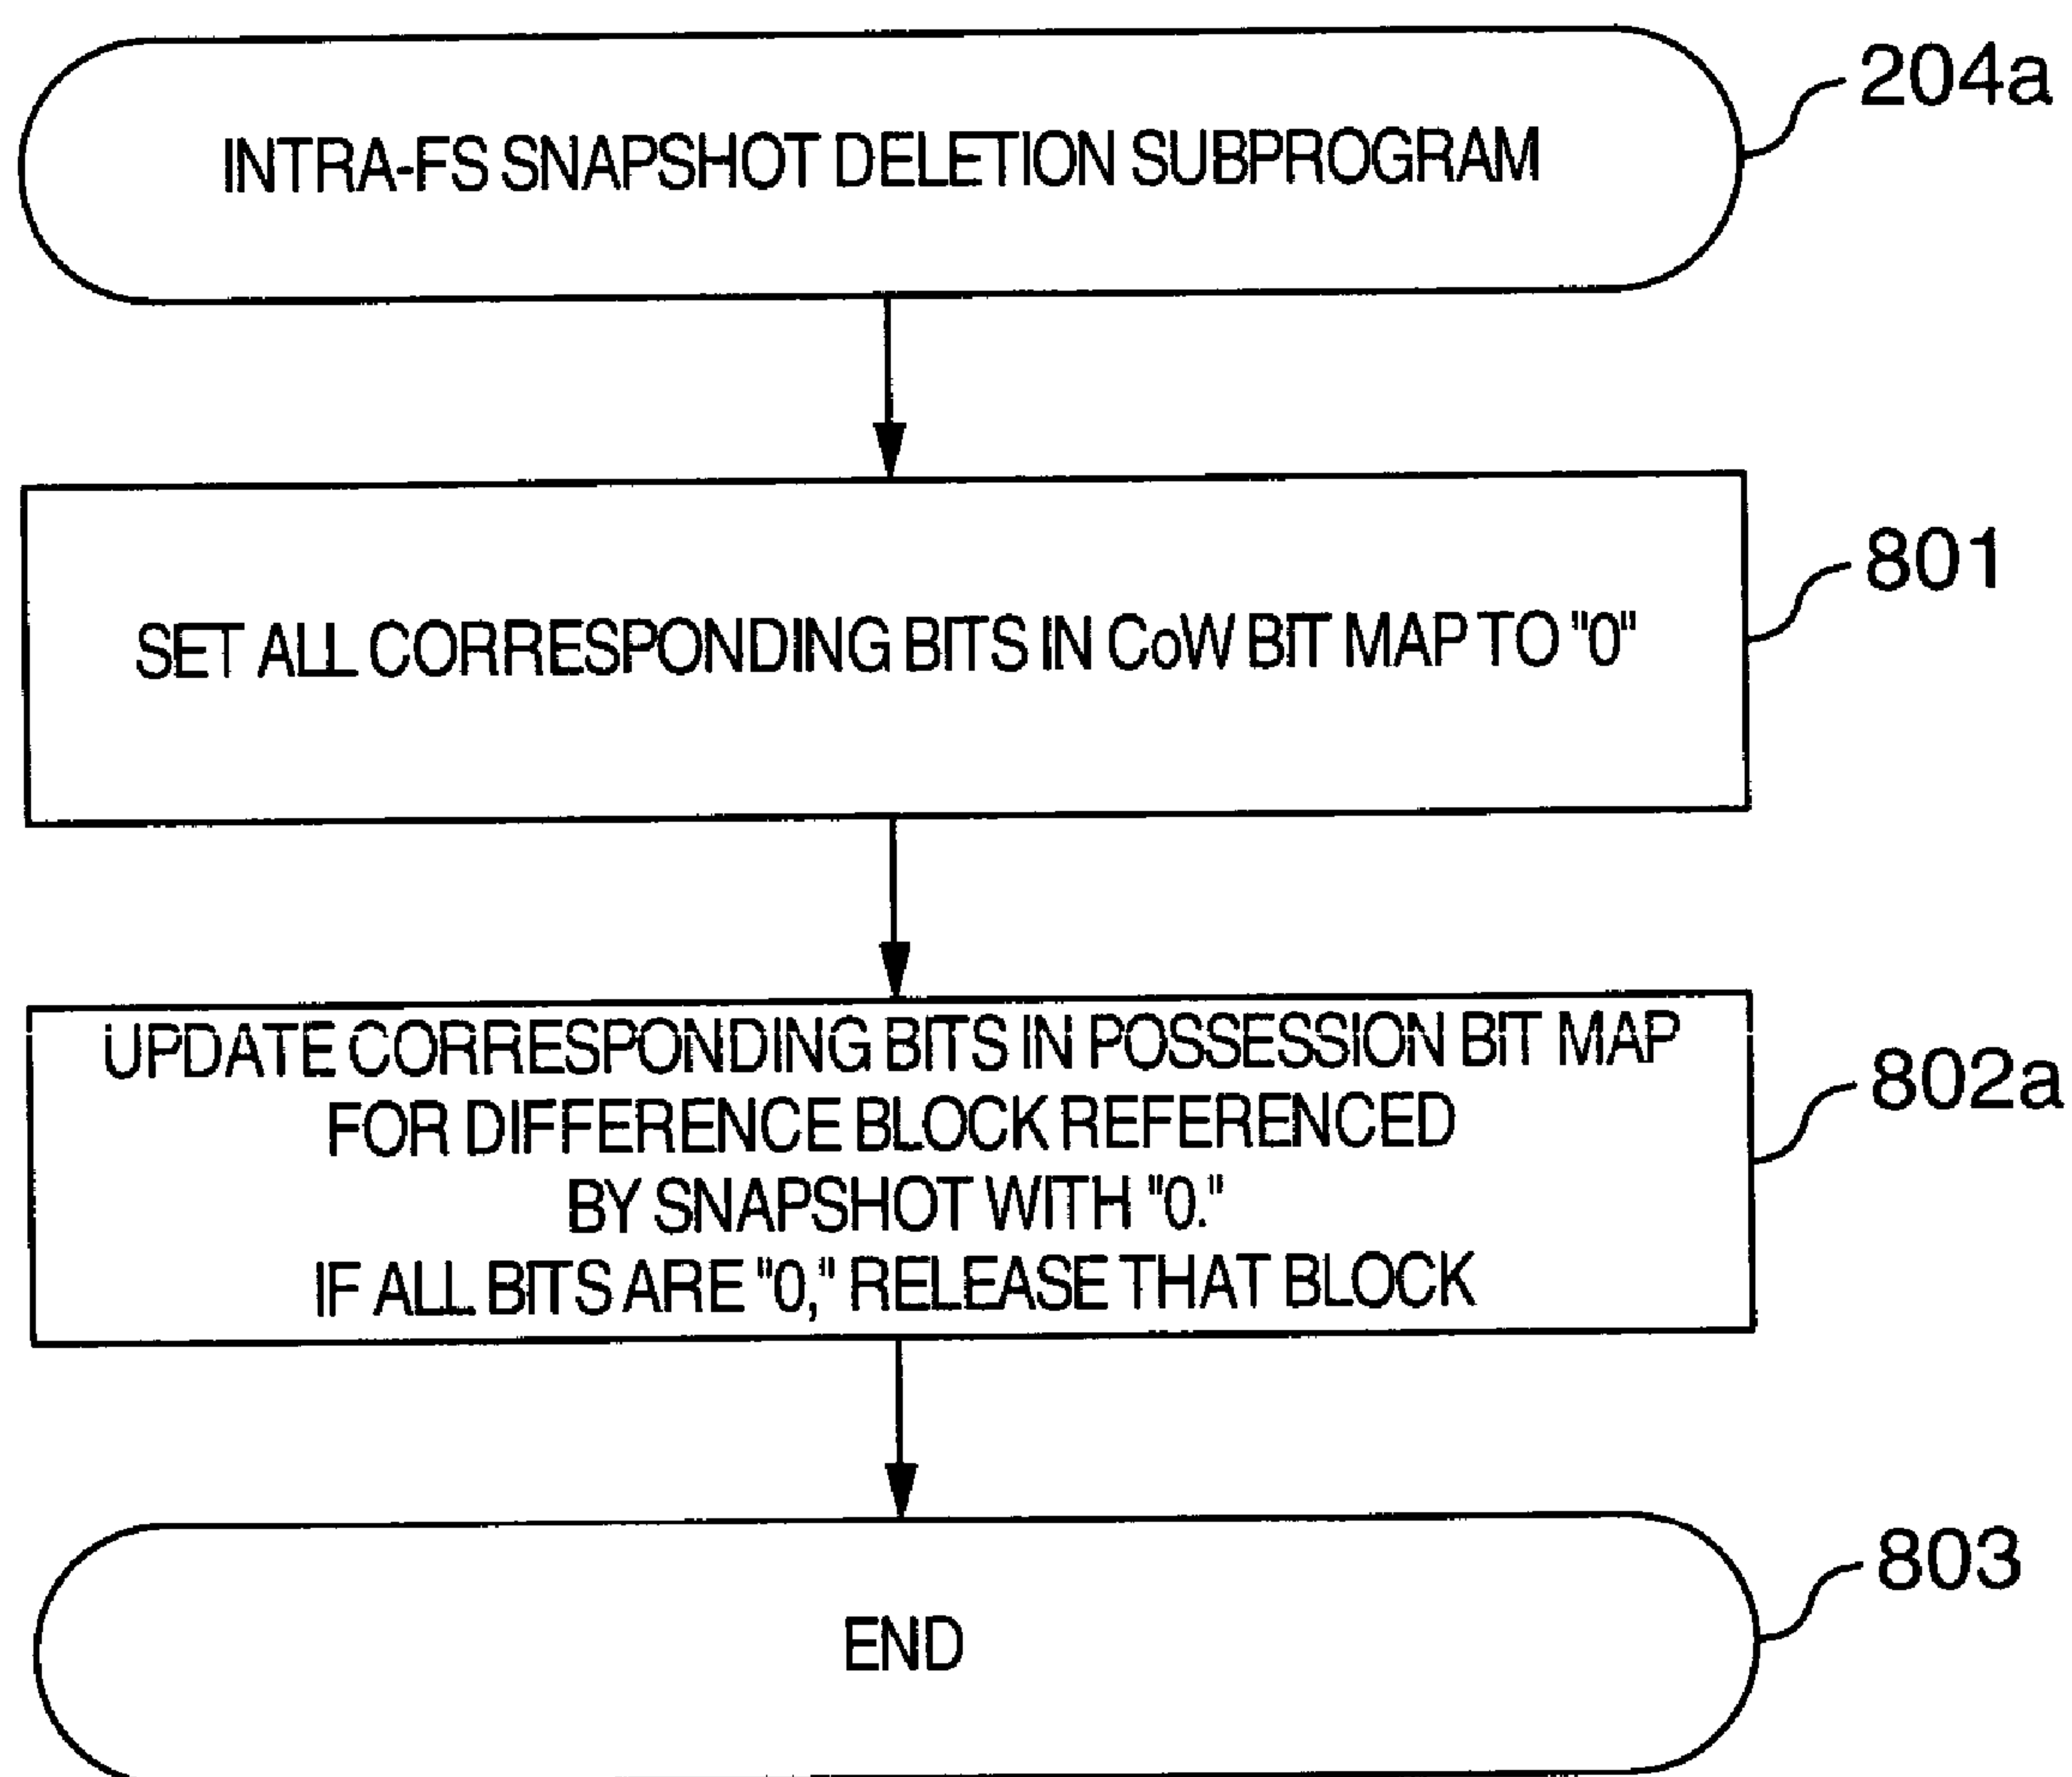 INTRA-FS SNAPSHOT DELETION SUBPROGRAM
204a
SET ALL CORRESPONDING BITS IN CoW BIT MAP TO "0"
801
UPDATE CORRESPONDING BITS IN POSSESSION BIT MAP
FOR DIFFERENCE BLOCK REFERENCED
BY SNAPSHOT WITH "0."
IF ALL BITS ARE "0," RELEASE THAT BLOCK
802a
END
803